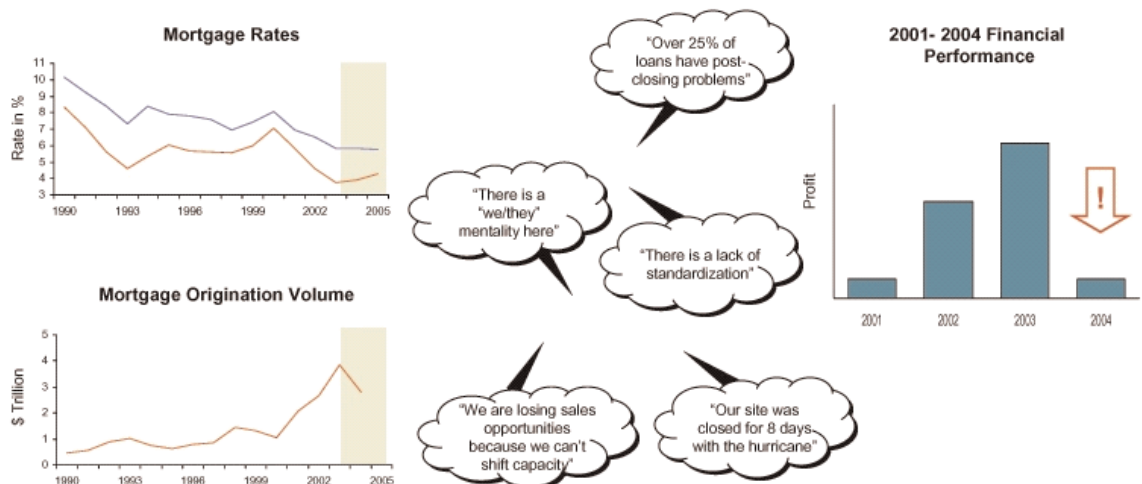 Mortgage Rates
Rate in %
11
10
9
8
7
6
5
4
3
1990 1993 1996 1999 2002 2005
Mortgage Origination Volume
$ Trillion
5
4
3
2
1
0
1990 1993 1996 1999 2002 2005
“Over 25% of
loans have post-
closing problems”
“There is a
“we/they”
mentality here”
“There is a lack of
standardization”
“We are losing sales
opportunities
because we can’t
shift capacity”
“Our site was
closed for 8 days
with the hurricane”
2001- 2004 Financial
Performance
Profit
!
2001 2002 2003 2004